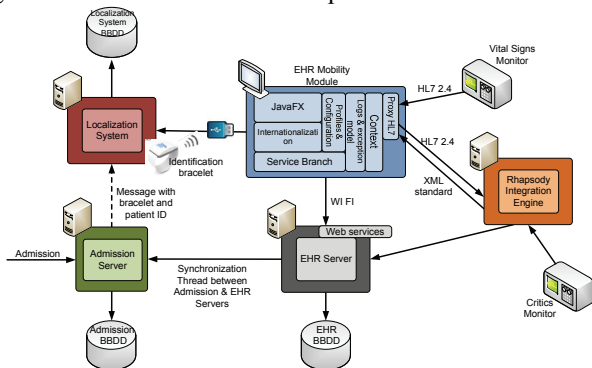 Localization
System
BBDD
EHR Mobility
Module
Vital Signs
Monitor
Localization
System
JavaFX
Internationalizati
on
Service Branch
Profiles &
Configuration
Logs & exception
model
Context
Proxy HL7
HL7 2.4
HL7 2.4
XML
standard
Identification
bracelet
Rhapsody
Integration
Engine
Message with
bracelet and
patient ID
WI FI
Web services
EHR Server
Admission
Admission
Server
Synchronization
Thread between
Admission & EHR
Servers
Critics
Monitor
Admission
BBDD
EHR
BBDD